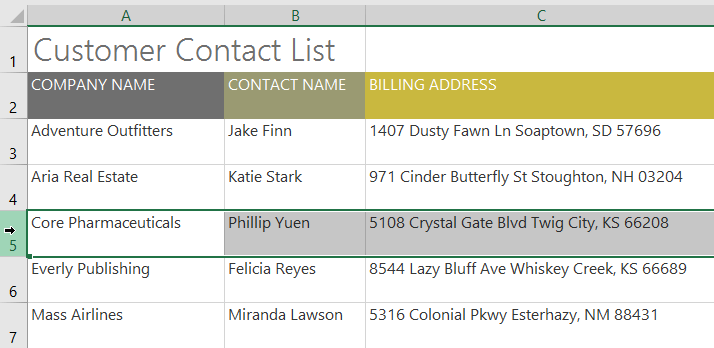 A B C
1 Customer Contact List
2 COMPANY NAME CONTACT NAME BILLING ADDRESS
3 Adventure Outfitters Jake Finn 1407 Dusty Fawn Ln Soaptown, SD 57696
4 Aria Real Estate Katie Stark 971 Cinder Butterfly St Stoughton, NH 03204
5 Core Pharmaceuticals Phillip Yuen 5108 Crystal Gate Blvd Twig City, KS 66208
6 Everly Publishing Felicia Reyes 8544 Lazy Bluff Ave Whiskey Creek, KS 66689
7 Mass Airlines Miranda Lawson 5316 Colonial Pkwy Esterhazy, NM 88431